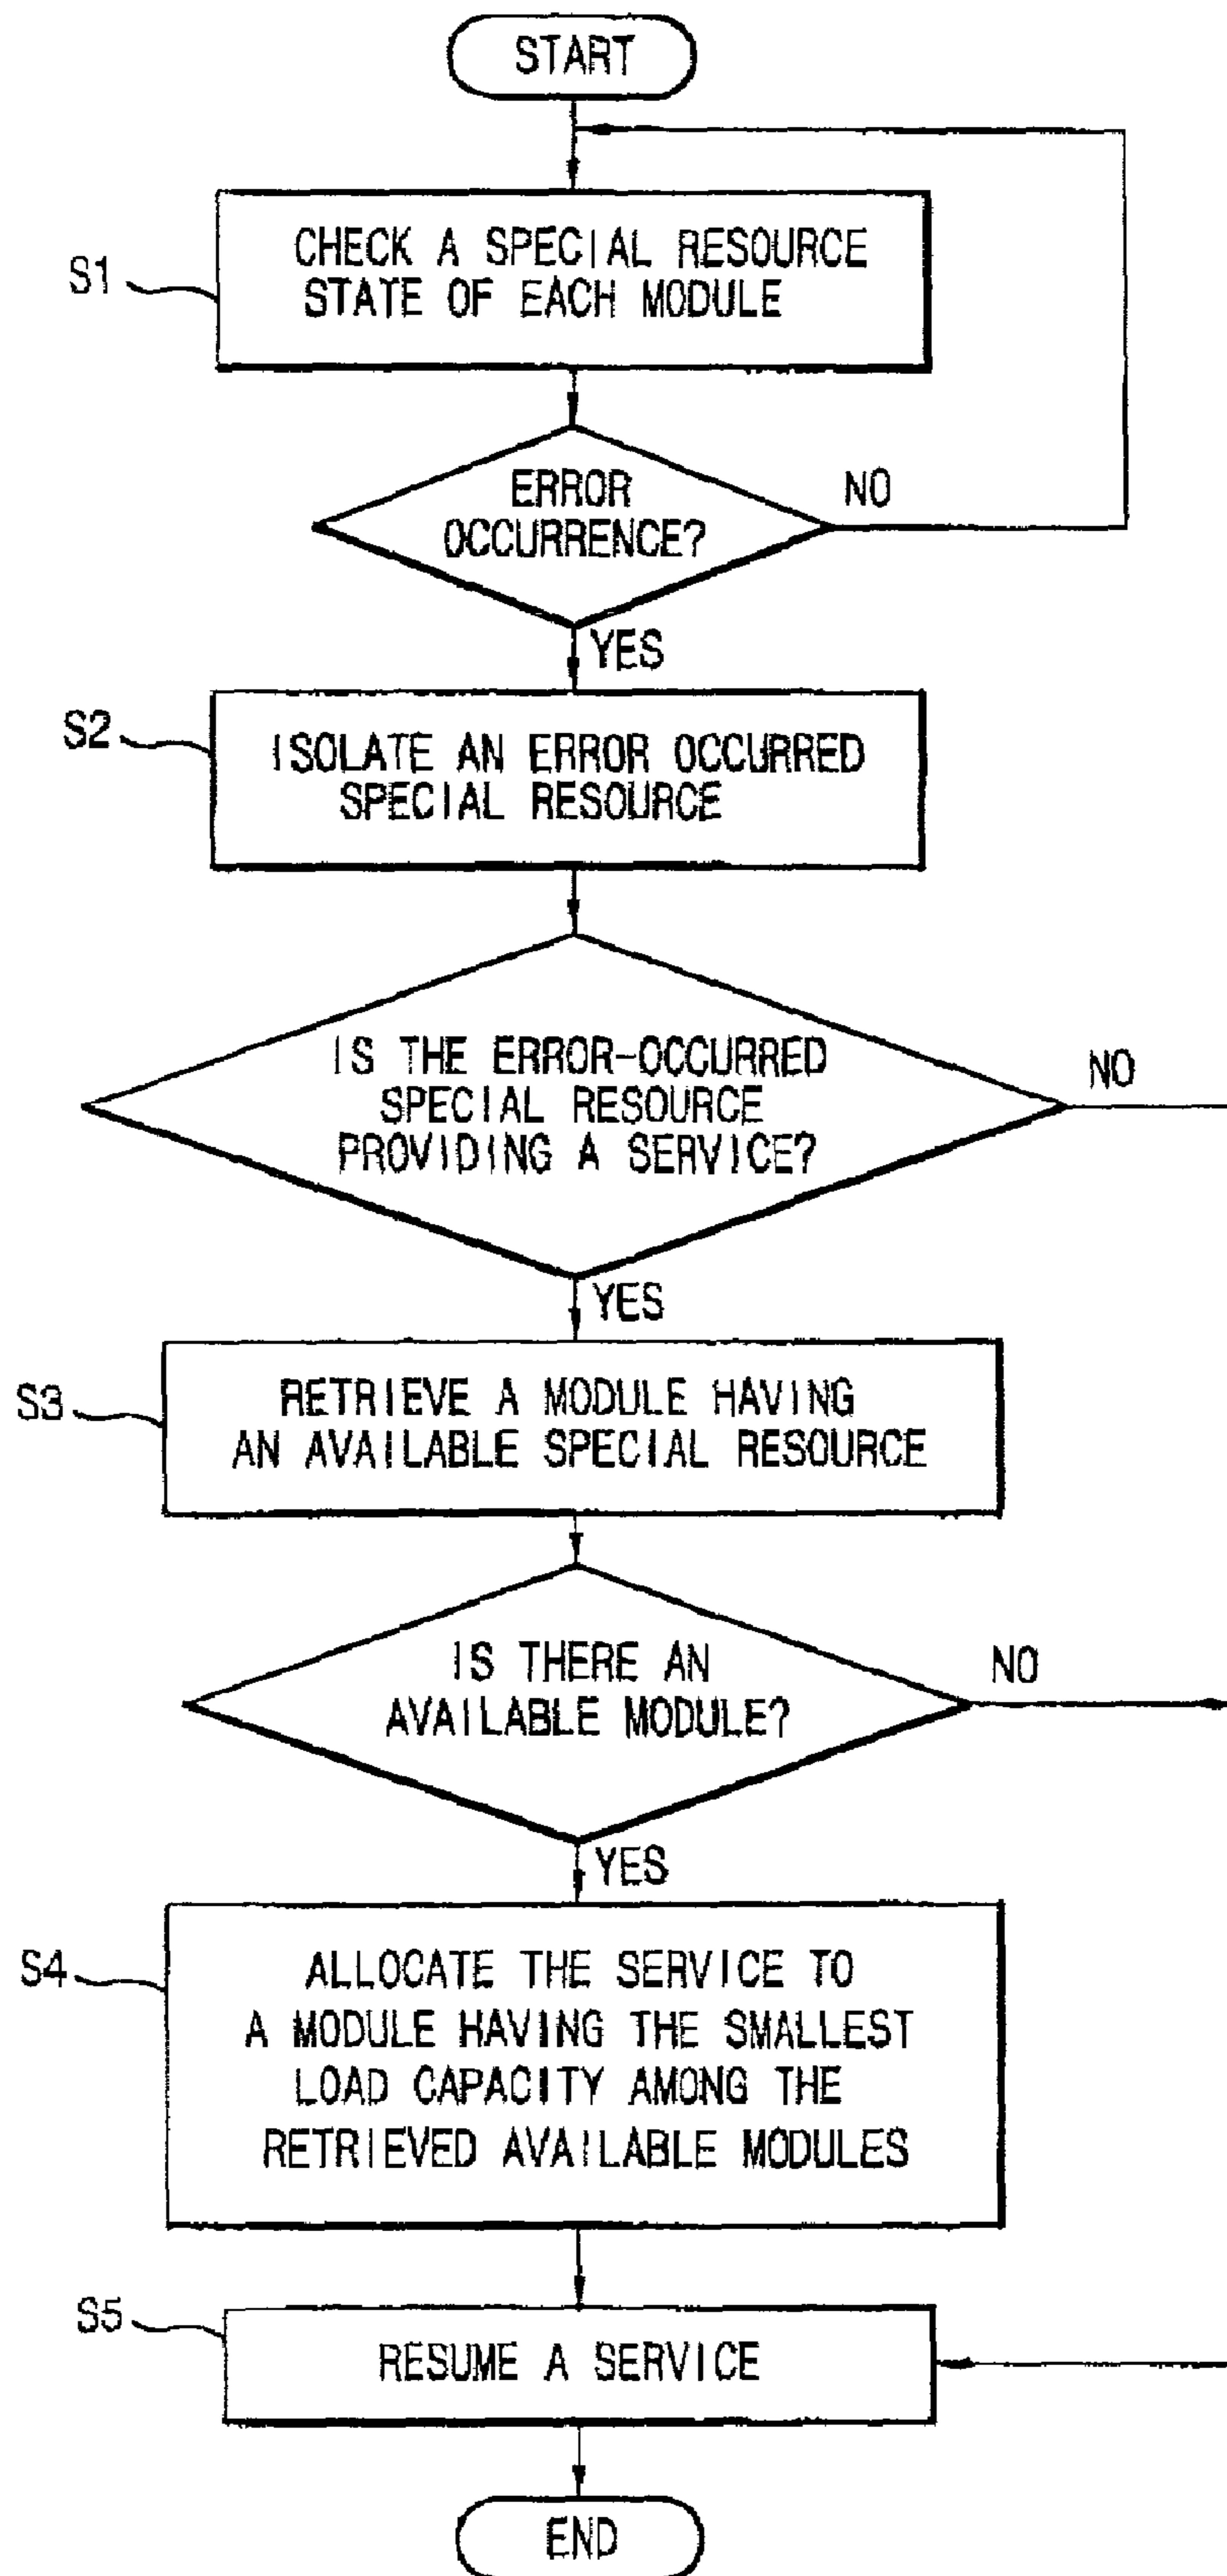 START
S1
CHECK A SPECIAL RESOURCE
STATE OF EACH MODULE
ERROR
OCCURRENCE?
NO
YES
S2
ISOLATE AN ERROR OCCURRED
SPECIAL RESOURCE
IS THE ERROR-OCCURRED
SPECIAL RESOURCE
PROVIDING A SERVICE?
NO
YES
S3
RETRIEVE A MODULE HAVING
AN AVAILABLE SPECIAL RESOURCE
IS THERE AN
AVAILABLE MODULE?
NO
YES
S4
ALLOCATE THE SERVICE TO
A MODULE HAVING THE SMALLEST
LOAD CAPACITY AMONG THE
RETRIEVED AVAILABLE MODULES
S5
RESUME A SERVICE
END